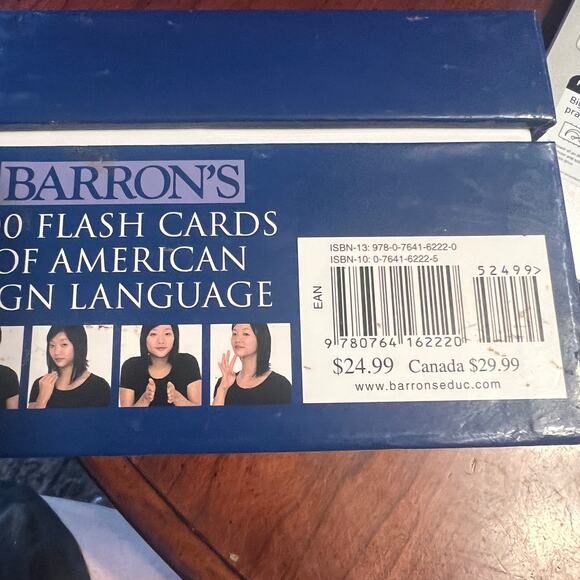 BARRON'S
00 FLASH CARDS
OF AMERICAN
GN LANGUAGE
ISBN-13: 978-0-7641-6222-0
ISBN-10: 0-7641-6222-5
52499>
EAN
9 780764 162220
$24.99 Canada $29.99
www.barronseduc.com